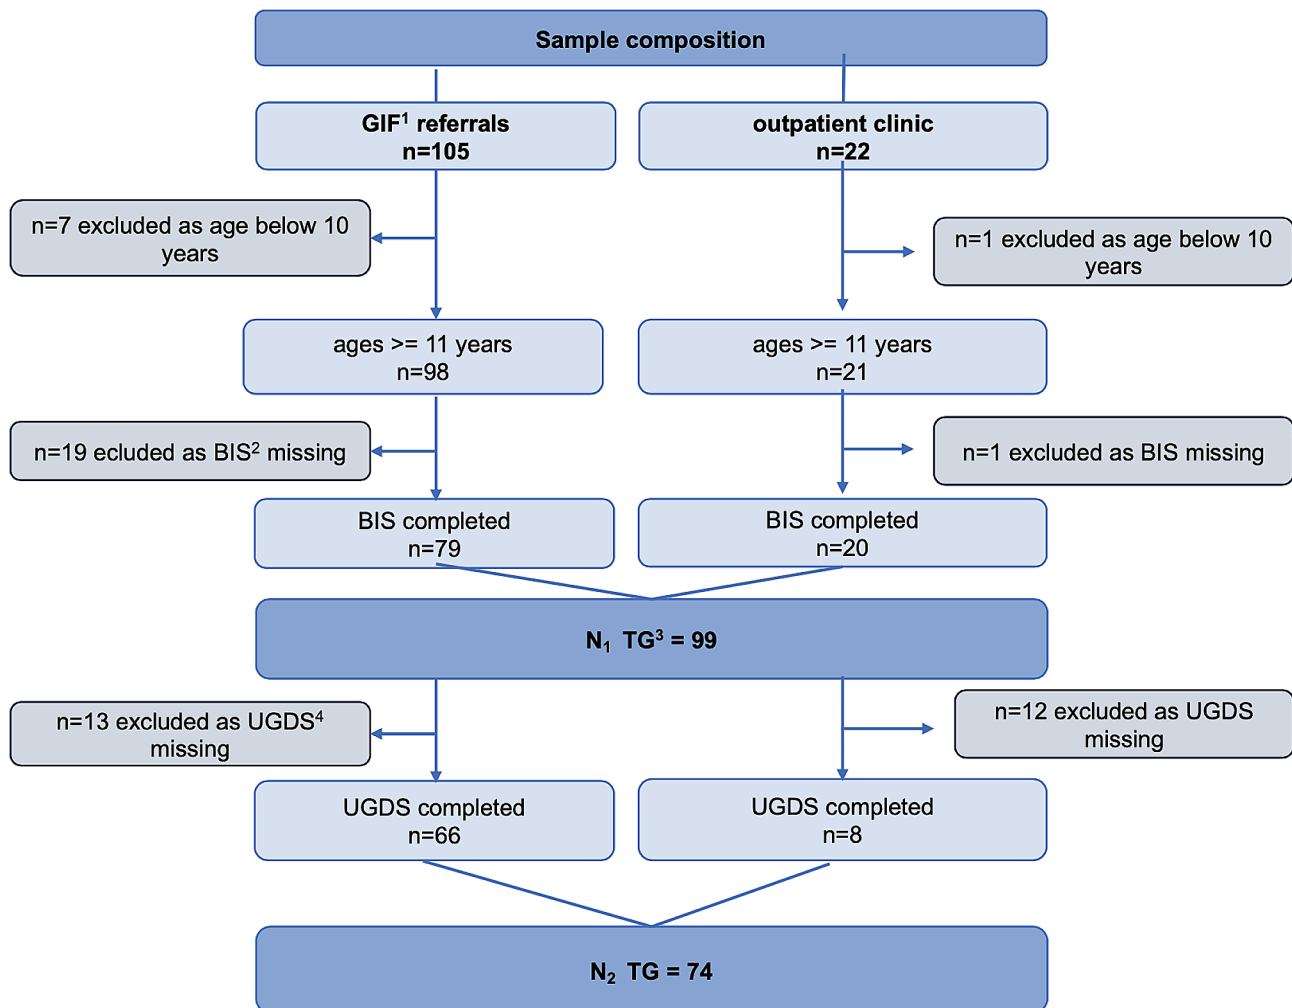 Sample composition
GIF¹ referrals
n=105
outpatient clinic
n=22
n=7 excluded as age below 10
years
n=1 excluded as age below 10
years
ages >= 11 years
n=98
ages >= 11 years
n=21
n=19 ecluded as BIS² missing
n=1 excluded as BIS missing
BIS completed
n=79
BIS completed
n=20
N₁ TG³ = 99
n=13 excluded as UGDS⁴
missing
n=12 excluded as UGDS
missing
UGDS completed
n=66
UGDS completed
n=8
N₂ TG = 74